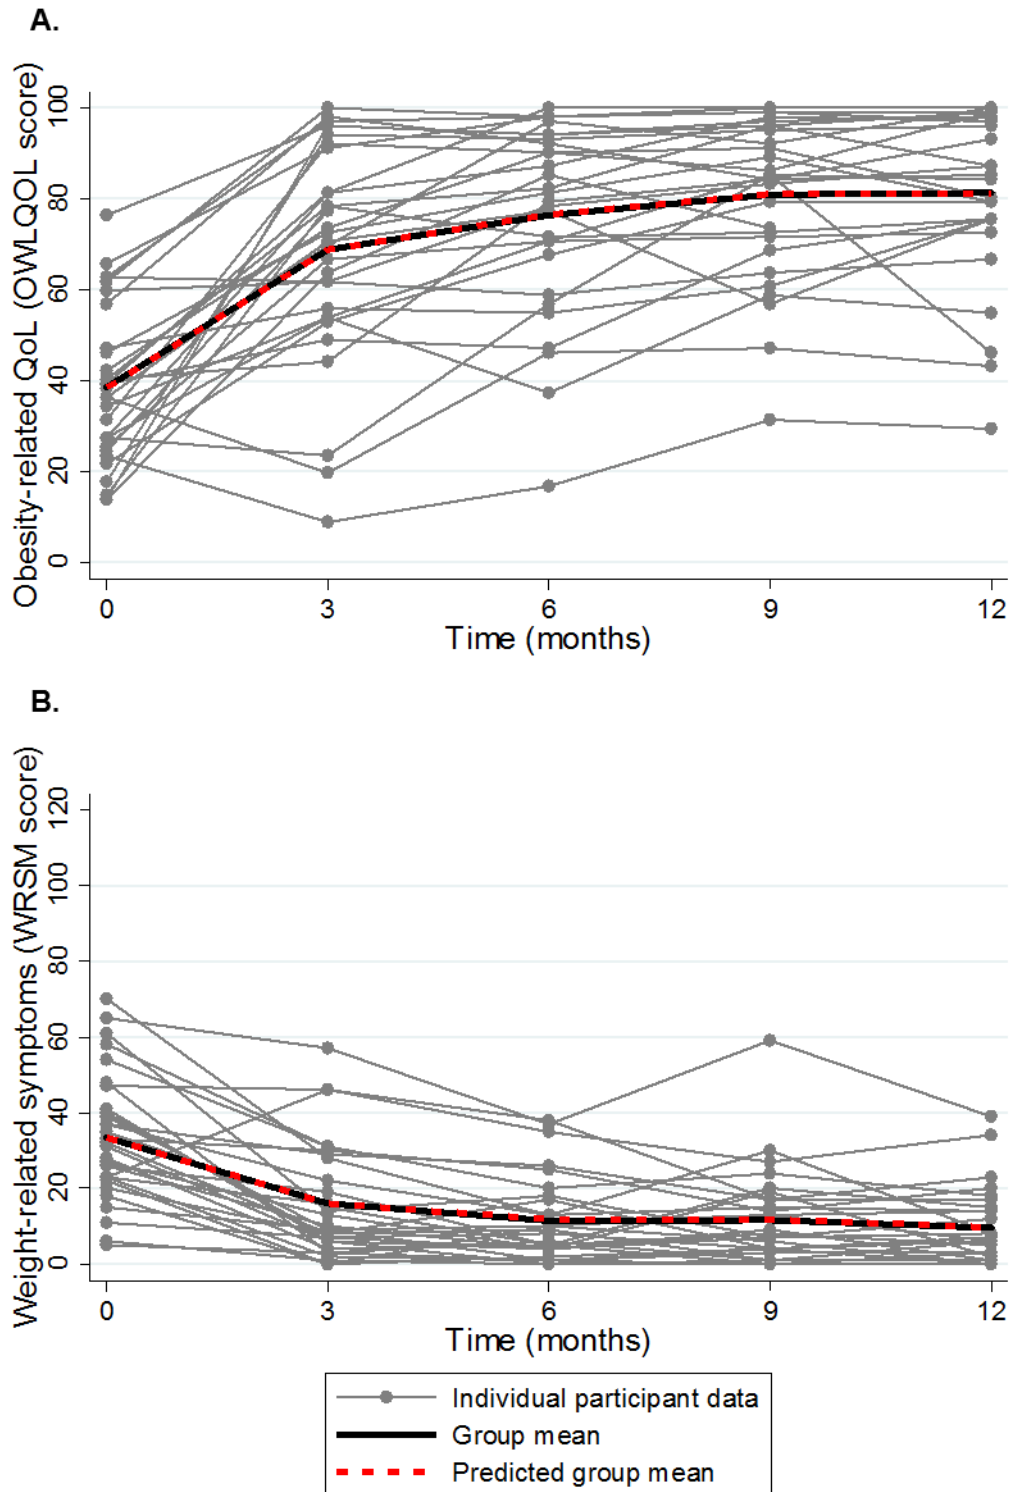 A.
Obesity-related QoL (OWLQOL score)
100
80
60
40
20
0
0 3 6 9 12
Time (months)
B.
Weight-related symptoms (WRSM score)
120
100
80
60
40
20
0
0 3 6 9 12
Time (months)
Individual participant data
Group mean
Predicted group mean